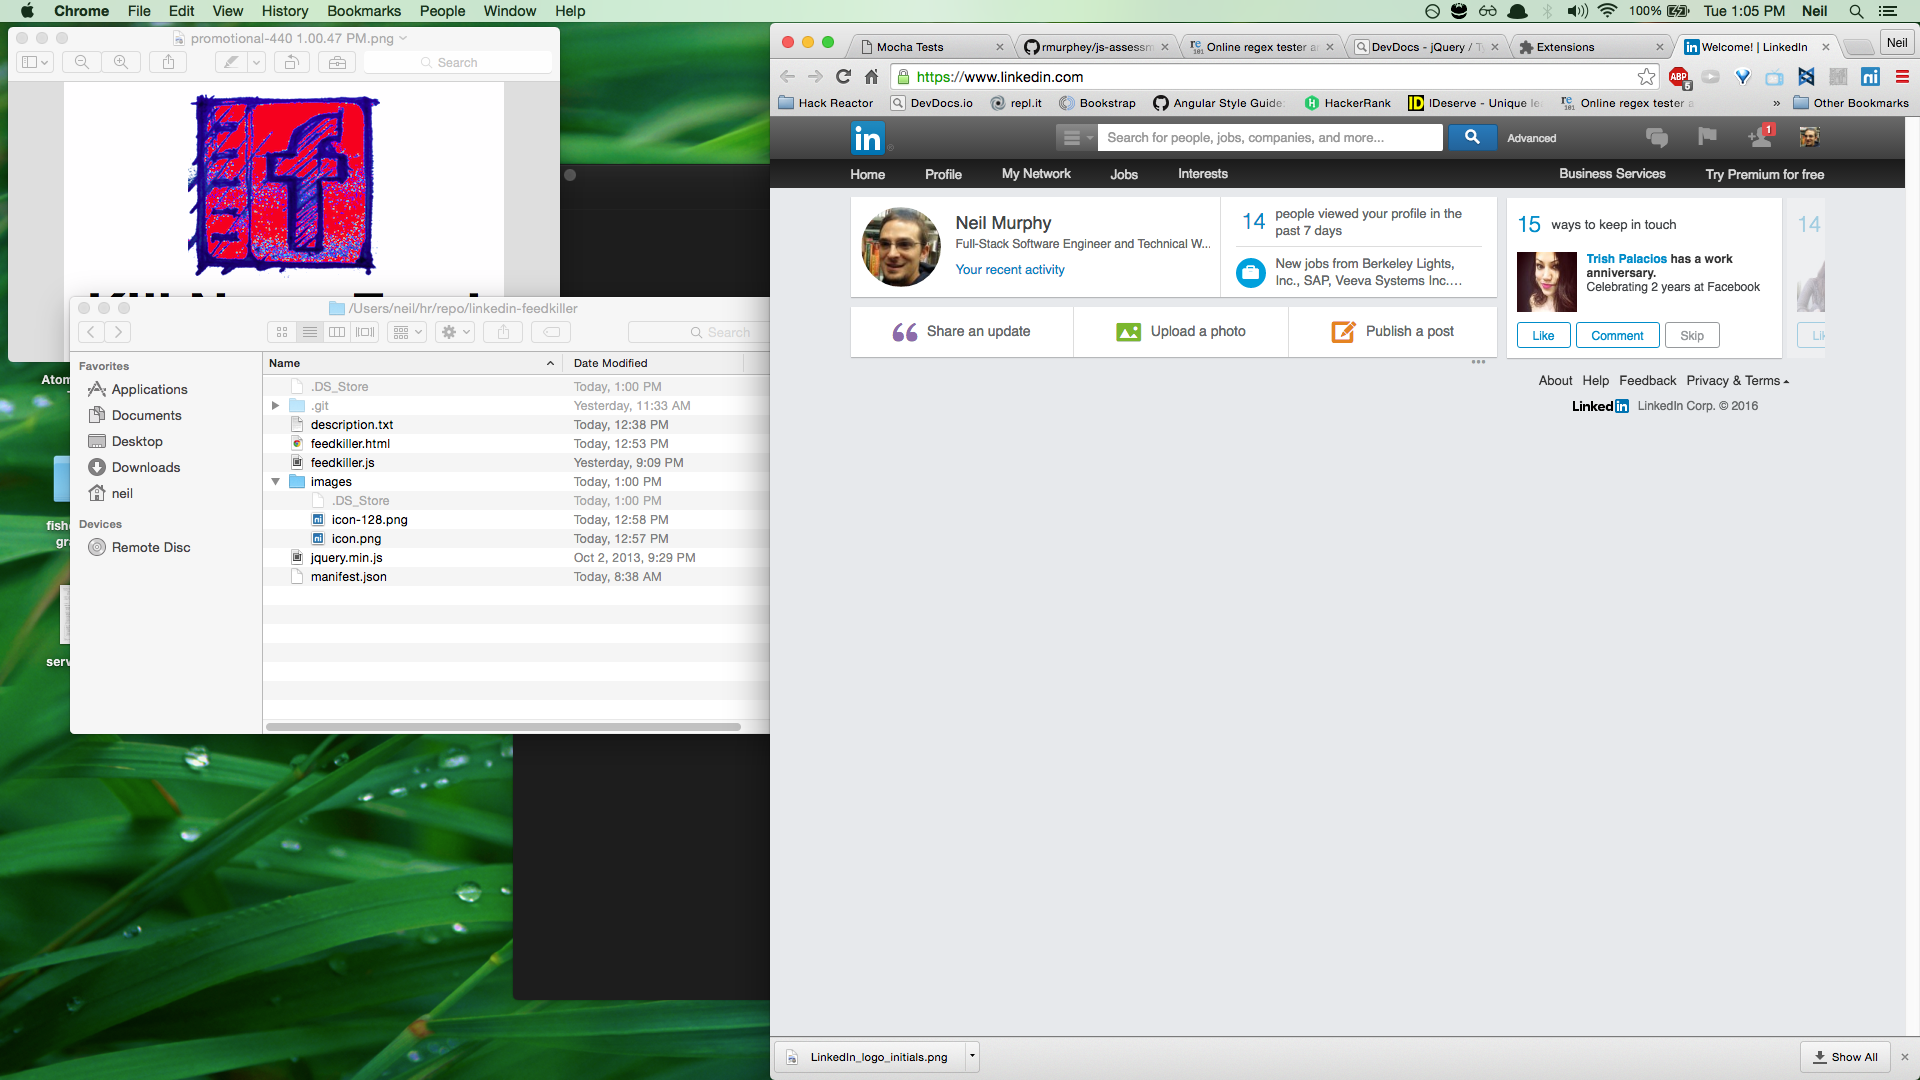 Chrome File Edit View History Bookmarks People Window Help
100% Tue 1:05 PM Neil
promotional-440 1.00.47 PM.png
Search
/Users/neil/hr/repo/linkedin-feedkiller
Search
Favorites
Applications
Documents
Desktop
Downloads
neil
Devices
Remote Disc
Name Date Modified
.DS_Store Today, 1:00 PM
.git Yesterday, 11:33 AM
description.txt Today, 12:38 PM
feedkiller.html Today, 12:53 PM
feedkiller.js Yesterday, 9:09 PM
images Today, 1:00 PM
.DS_Store Today, 1:00 PM
icon-128.png Today, 12:58 PM
icon.png Today, 12:57 PM
jquery.min.js Oct 2, 2013, 9:29 PM
manifest.json Today, 8:38 AM
Atom
fish
gr
serv
Mocha Tests
rmurphey/js-assessm
Online regex tester a
DevDocs - jQuery / T
Extensions
Welcome! | LinkedIn
Neil
https://www.linkedin.com
ABP 6
ni
Hack Reactor DevDocs.io repl.it Bookstrap Angular Style Guide HackerRank IDeserve - Unique le Online regex tester a » Other Bookmarks
in Search for people, jobs, companies, and more... Advanced 1
Home Profile My Network Jobs Interests Business Services Try Premium for free
Neil Murphy
Full-Stack Software Engineer and Technical W...
Your recent activity
14 people viewed your profile in the
past 7 days
New jobs from Berkeley Lights,
Inc., SAP, Veeva Systems Inc....
Share an update Upload a photo Publish a post
15 ways to keep in touch
Trish Palacios has a work
anniversary.
Celebrating 2 years at Facebook
Like Comment Skip
14
Lik
About Help Feedback Privacy & Terms
Linkedin LinkedIn Corp. © 2016
LinkedIn_logo_initials.png
Show All